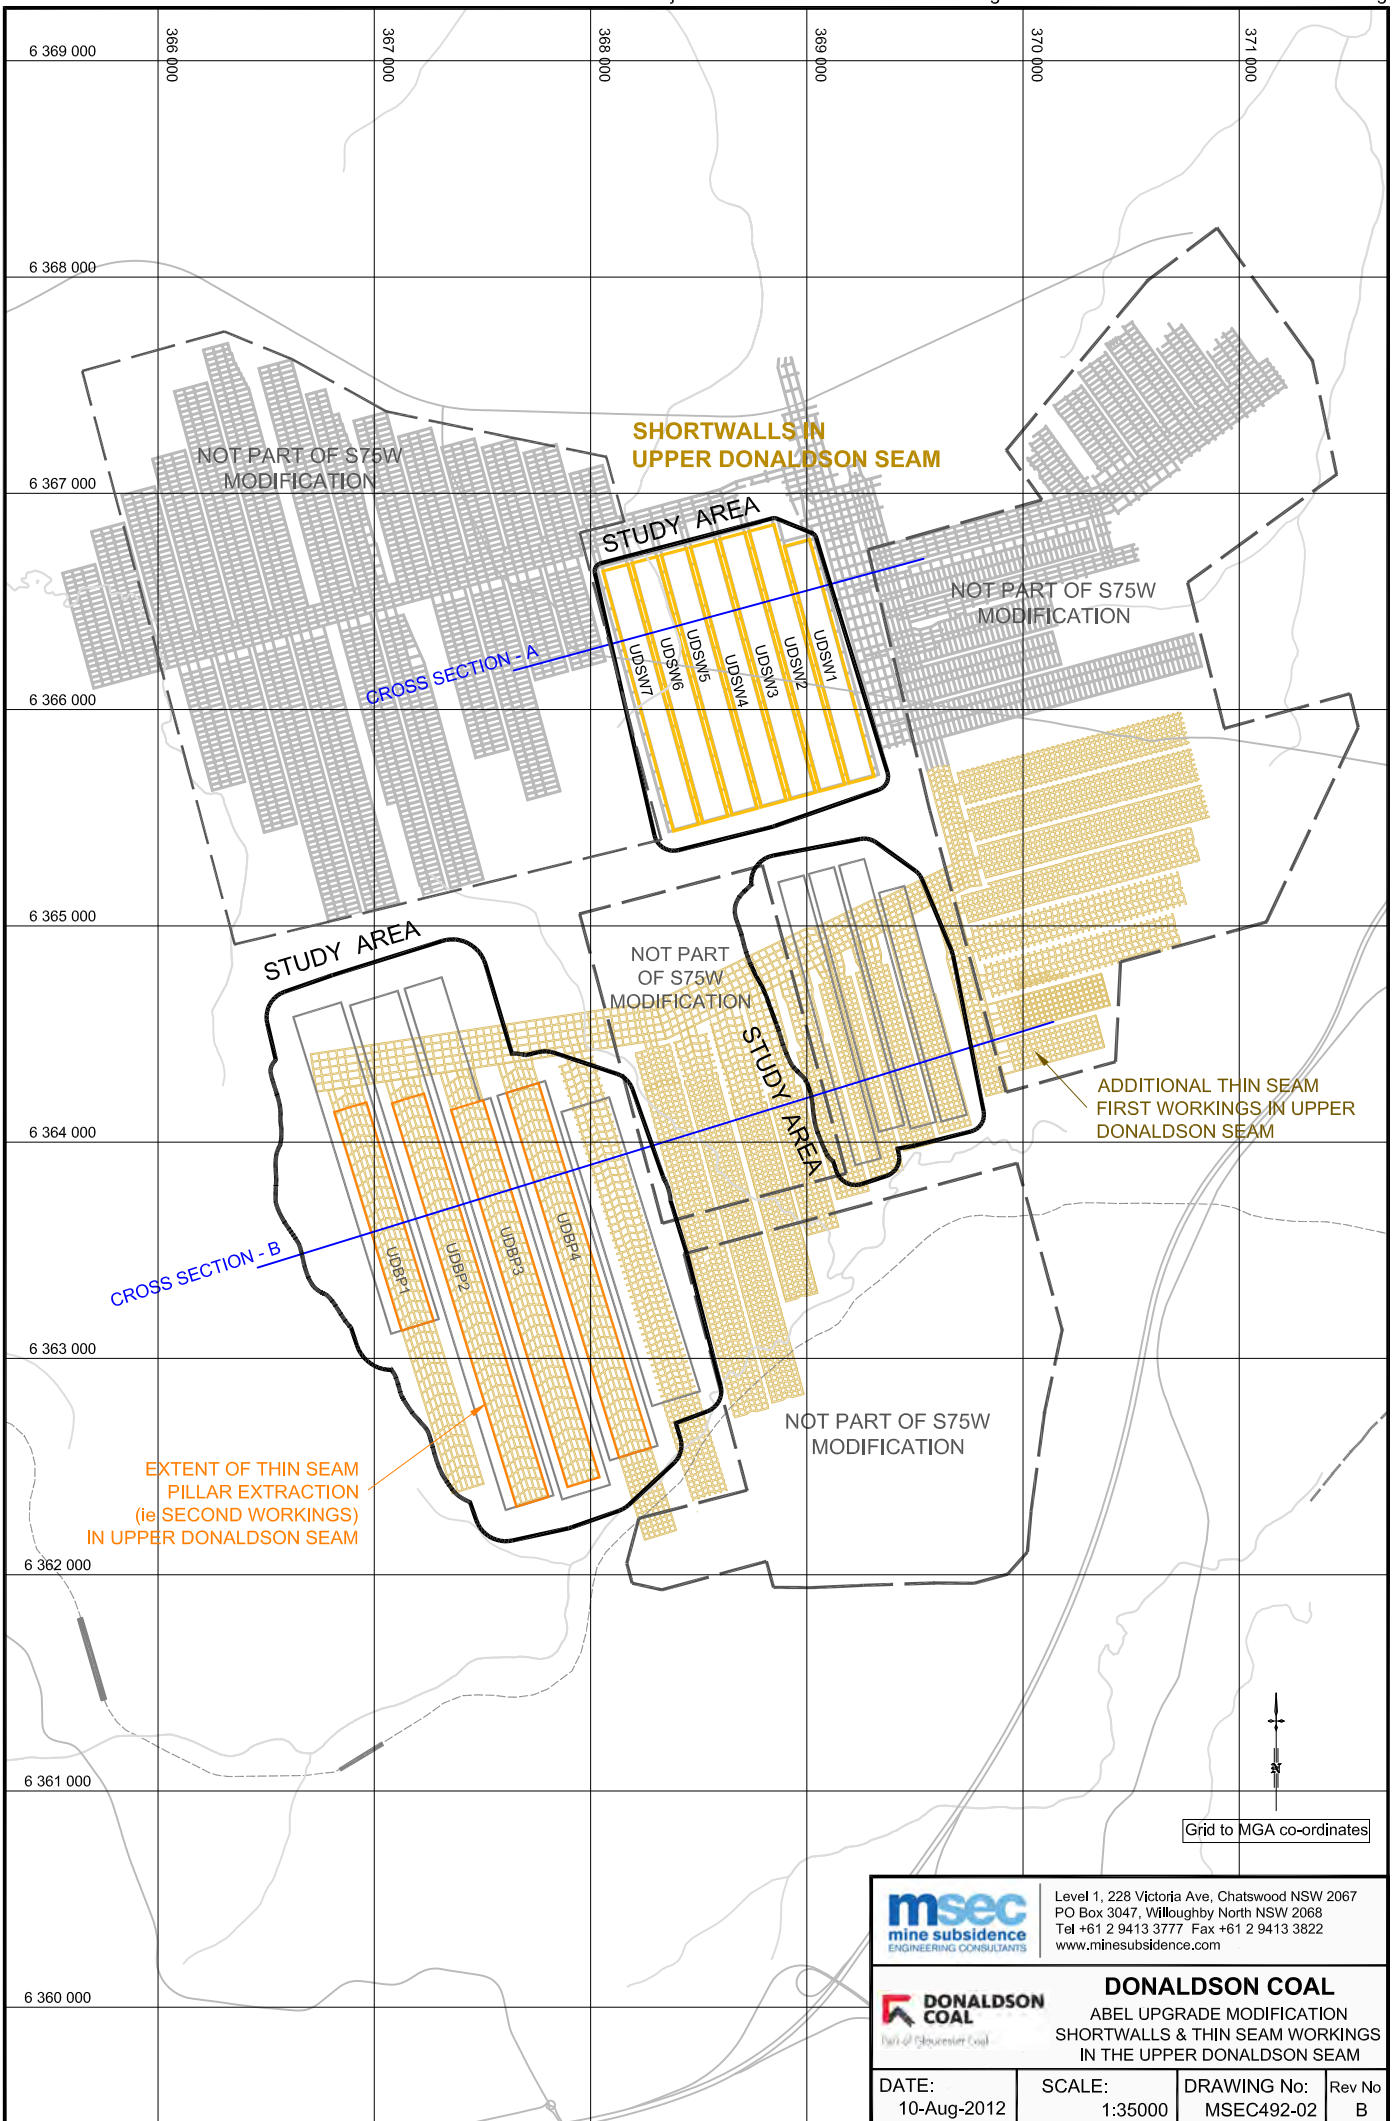 366 000
367 000
368 000
369 000
370 000
371 000
6 369 000
6 368 000
6 367 000
6 366 000
6 365 000
6 364 000
6 363 000
6 362 000
6 361 000
6 360 000
NOT PART OF S75W
MODIFICATION
SHORTWALLS IN
UPPER DONALDSON SEAM
STUDY AREA
NOT PART OF S75W
MODIFICATION
CROSS SECTION - A
UDSW7
UDSW6
UDSW5
UDSW4
UDSW3
UDSW2
UDSW1
STUDY AREA
NOT PART
OF S75W
MODIFICATION
STUDY AREA
ADDITIONAL THIN SEAM
FIRST WORKINGS IN UPPER
DONALDSON SEAM
CROSS SECTION - B
UDBP1
UDBP2
UDBP3
UDBP4
NOT PART OF S75W
MODIFICATION
EXTENT OF THIN SEAM
PILLAR EXTRACTION
(ie SECOND WORKINGS)
IN UPPER DONALDSON SEAM
N
Grid to MGA co-ordinates
msec
mine subsidence
ENGINEERING CONSULTANTS
Level 1, 228 Victoria Ave, Chatswood NSW 2067
PO Box 3047, Willoughby North NSW 2068
Tel +61 2 9413 3777 Fax +61 2 9413 3822
www.minesubsidence.com
DONALDSON
COAL
Part of Gloucester Coal
DONALDSON COAL
ABEL UPGRADE MODIFICATION
SHORTWALLS & THIN SEAM WORKINGS
IN THE UPPER DONALDSON SEAM
DATE:
10-Aug-2012
SCALE:
1:35000
DRAWING No:
MSEC492-02
Rev No
B